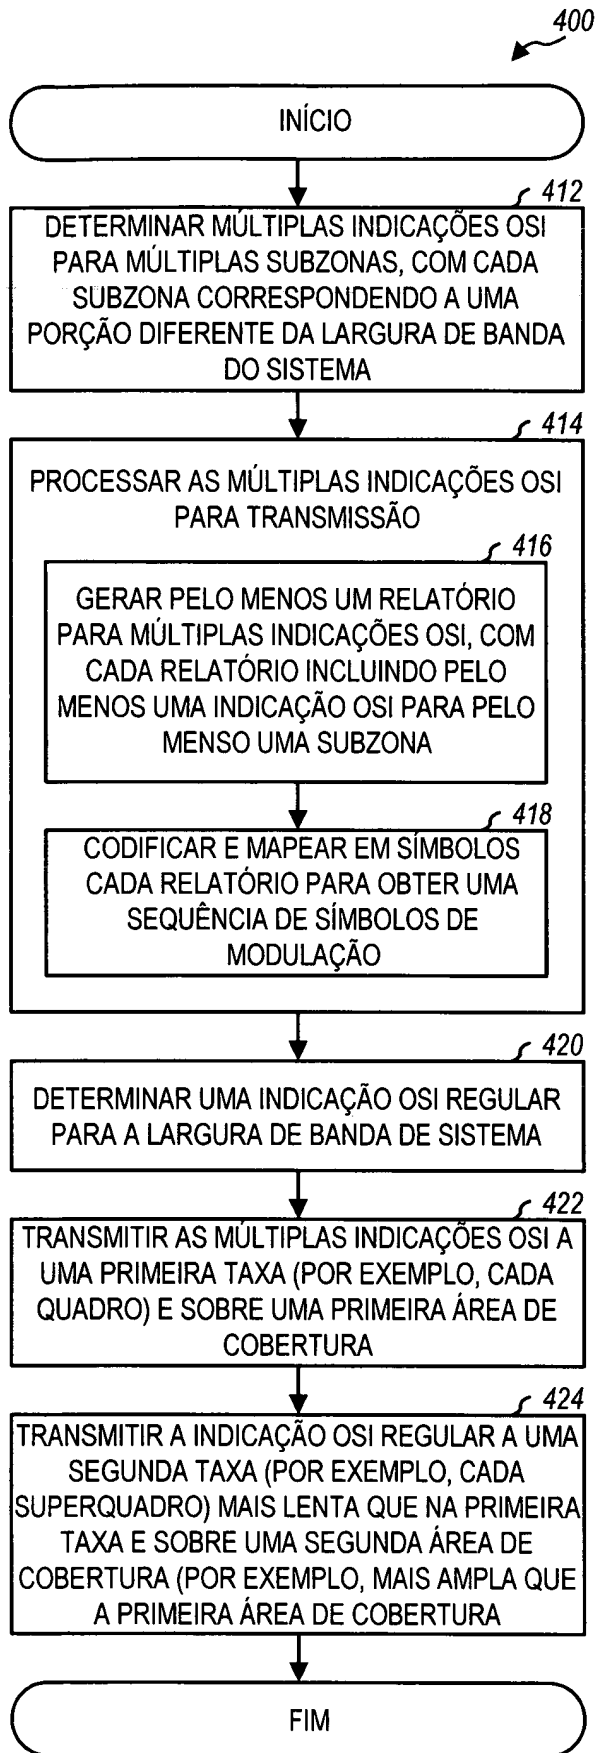 400
INÍCIO
412
DETERMINAR MÚLTIPLAS INDICAÇÕES OSI
PARA MÚLTIPLAS SUBZONAS, COM CADA
SUBZONA CORRESPONDENDO A UMA
PORÇÃO DIFERENTE DA LARGURA DE BANDA
DO SISTEMA
414
PROCESSAR AS MÚLTIPLAS INDICAÇÕES OSI
PARA TRANSMISSÃO
416
GERAR PELO MENOS UM RELATÓRIO
PARA MÚLTIPLAS INDICAÇÕES OSI, COM
CADA RELATÓRIO INCLUINDO PELO
MENOS UMA INDICAÇÃO OSI PARA PELO
MENSO UMA SUBZONA
418
CODIFICAR E MAPEAR EM SÍMBOLOS
CADA RELATÓRIO PARA OBTER UMA
SEQUÊNCIA DE SÍMBOLOS DE
MODULAÇÃO
420
DETERMINAR UMA INDICAÇÃO OSI REGULAR
PARA A LARGURA DE BANDA DE SISTEMA
422
TRANSMITIR AS MÚLTIPLAS INDICAÇÕES OSI A
UMA PRIMEIRA TAXA (POR EXEMPLO, CADA
QUADRO) E SOBRE UMA PRIMEIRA ÁREA DE
COBERTURA
424
TRANSMITIR A INDICAÇÃO OSI REGULAR A UMA
SEGUNDA TAXA (POR EXEMPLO, CADA
SUPERQUADRO) MAIS LENTA QUE NA PRIMEIRA
TAXA E SOBRE UMA SEGUNDA ÁREA DE
COBERTURA (POR EXEMPLO, MAIS AMPLA QUE
A PRIMEIRA ÁREA DE COBERTURA
FIM